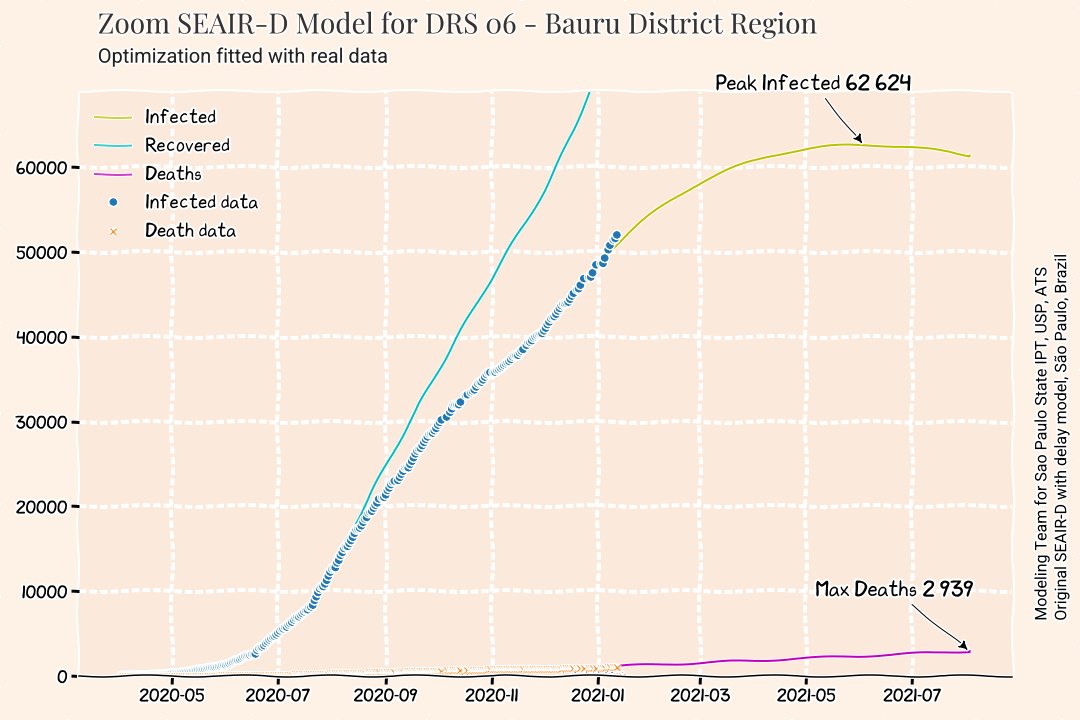 Zoom SEAIR-D Model for DRS 06 - Bauru District Region
Optimization fitted with real data
Peak Infected 62 624
Infected
Recovered
Deaths
Infected data
Death data
60000
50000
40000
30000
20000
10000
0
Max Deaths 2 939
2020-05 2020-07 2020-09 2020-11 2021-01 2021-03 2021-05 2021-07
Modeling Team for Sao Paulo State IPT, USP, ATS
Original SEAIR-D with delay model, São Paulo, Brazil